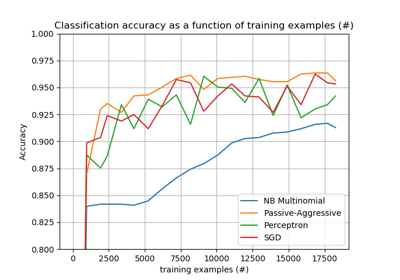 Classification accuracy as a function of training examples (#)
1.000
0.975
0.950
0.925
0.900
0.875
0.850
0.825
0.800
Accuracy
NB Multinomial
Passive-Aggressive
Perceptron
SGD
0 2500 5000 7500 10000 12500 15000 17500
training examples (#)